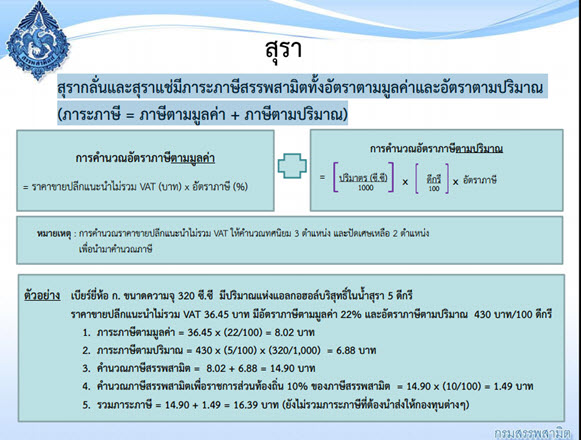 สุรา
สุรากลั่นและสุราแช่มีภาระภาษีสรรพสามิตทั้งอัตราตามมูลค่าและอัตราตามปริมาณ
(ภาระภาษี = ภาษีตามมูลค่า + ภาษีตามปริมาณ)
การคำนวณอัตราภาษีตามมูลค่า
= ราคาขายปลีกแนะนำไม่รวม VAT (บาท) x อัตราภาษี (%)
การคำนวณอัตราภาษีตามปริมาณ
= [ปริมาตร (ซี.ซี) / 1000] x [ดีกรี / 100] x อัตราภาษี
หมายเหตุ : การคำนวณราคาขายปลีกแนะนำไม่รวม VAT ให้คำนวณทศนิยม 3 ตำแหน่ง และปัดเศษเหลือ 2 ตำแหน่ง
เพื่อนำมาคำนวณภาษี
ตัวอย่าง เบียร์ยี่ห้อ ก. ขนาดความจุ 320 ซี.ซี มีปริมาณแห่งแอลกอฮอล์บริสุทธิ์ในน้ำสุรา 5 ดีกรี
ราคาขายปลีกแนะนำไม่รวม VAT 36.45 บาท มีอัตราภาษีตามมูลค่า 22% และอัตราภาษีตามปริมาณ 430 บาท/100 ดีกรี
1. ภาระภาษีตามมูลค่า = 36.45 x (22/100) = 8.02 บาท
2. ภาระภาษีตามปริมาณ = 430 x (5/100) x (320/1,000) = 6.88 บาท
3. คำนวณภาษีสรรพสามิต = 8.02 + 6.88 = 14.90 บาท
4. คำนวณภาษีสรรพสามิตเพื่อราชการส่วนท้องถิ่น 10% ของภาษีสรรพสามิต = 14.90 x (10/100) = 1.49 บาท
5. รวมภาระภาษี = 14.90 + 1.49 = 16.39 บาท (ยังไม่รวมภาระภาษีที่ต้องนำส่งให้กองทุนต่างๆ)
กรมสรรพสามิต